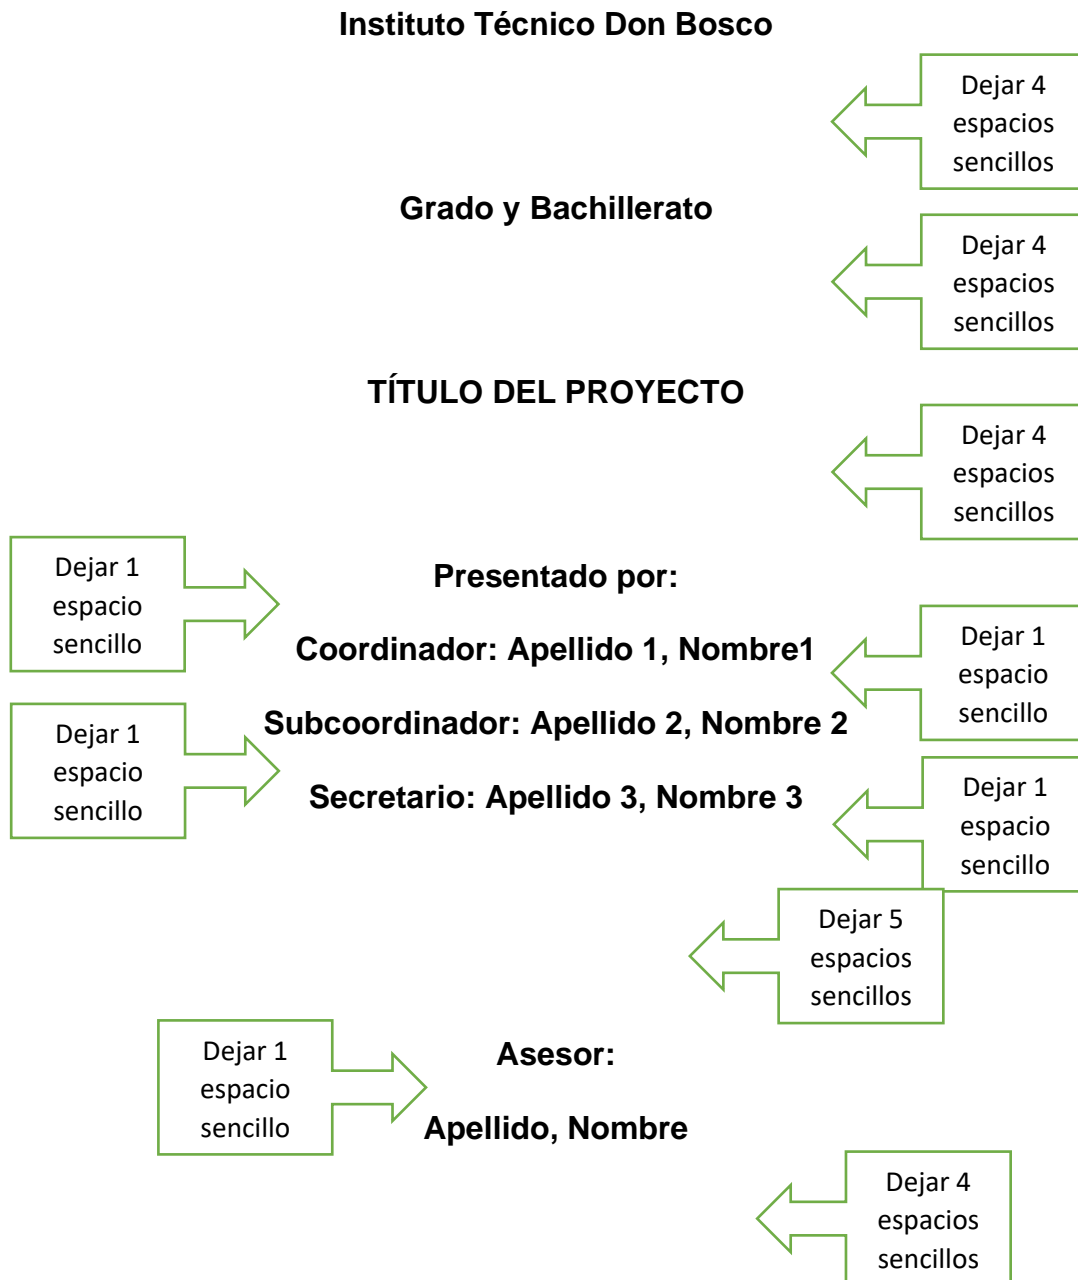 Instituto Técnico Don Bosco
Dejar 4
espacios
sencillos
Grado y Bachillerato
Dejar 4
espacios
sencillos
TÍTULO DEL PROYECTO
Dejar 4
espacios
sencillos
Dejar 1
espacio
sencillo
Presentado por:
Coordinador: Apellido 1, Nombre1
Dejar 1
espacio
sencillo
Subcoordinador: Apellido 2, Nombre 2
Dejar 1
espacio
sencillo
Secretario: Apellido 3, Nombre 3
Dejar 1
espacio
sencillo
Dejar 5
espacios
sencillos
Dejar 1
espacio
sencillo
Asesor:
Apellido, Nombre
Dejar 4
espacios
sencillos